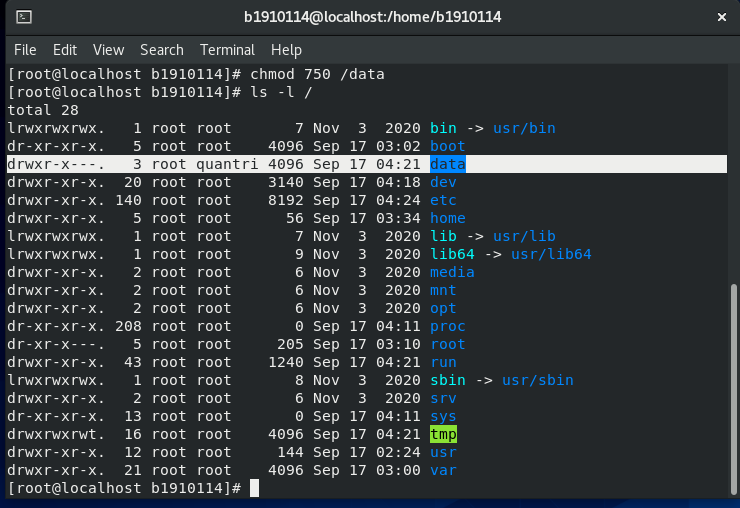 b1910114@localhost:/home/b1910114
File Edit View Search Terminal Help
[root@localhost b1910114]# chmod 750 /data
[root@localhost b1910114]# ls -l /
total 28
lrwxrwxrwx.   1 root root       7 Nov  3  2020 bin -> usr/bin
dr-xr-xr-x.   5 root root    4096 Sep 17 03:02 boot
drwxr-x---.   3 root quantri 4096 Sep 17 04:21 data
drwxr-xr-x.  20 root root    3140 Sep 17 04:18 dev
drwxr-xr-x. 140 root root    8192 Sep 17 04:24 etc
drwxr-xr-x.   5 root root      56 Sep 17 03:34 home
lrwxrwxrwx.   1 root root       7 Nov  3  2020 lib -> usr/lib
lrwxrwxrwx.   1 root root       9 Nov  3  2020 lib64 -> usr/lib64
drwxr-xr-x.   2 root root       6 Nov  3  2020 media
drwxr-xr-x.   2 root root       6 Nov  3  2020 mnt
drwxr-xr-x.   2 root root       6 Nov  3  2020 opt
dr-xr-xr-x. 208 root root       0 Sep 17 04:11 proc
dr-xr-x---.   5 root root     205 Sep 17 03:10 root
drwxr-xr-x.  43 root root    1240 Sep 17 04:21 run
lrwxrwxrwx.   1 root root       8 Nov  3  2020 sbin -> usr/sbin
drwxr-xr-x.   2 root root       6 Nov  3  2020 srv
dr-xr-xr-x.  13 root root       0 Sep 17 04:11 sys
drwxrwxrwt.  16 root root    4096 Sep 17 04:21 tmp
drwxr-xr-x.  12 root root     144 Sep 17 02:24 usr
drwxr-xr-x.  21 root root    4096 Sep 17 03:00 var
[root@localhost b1910114]#